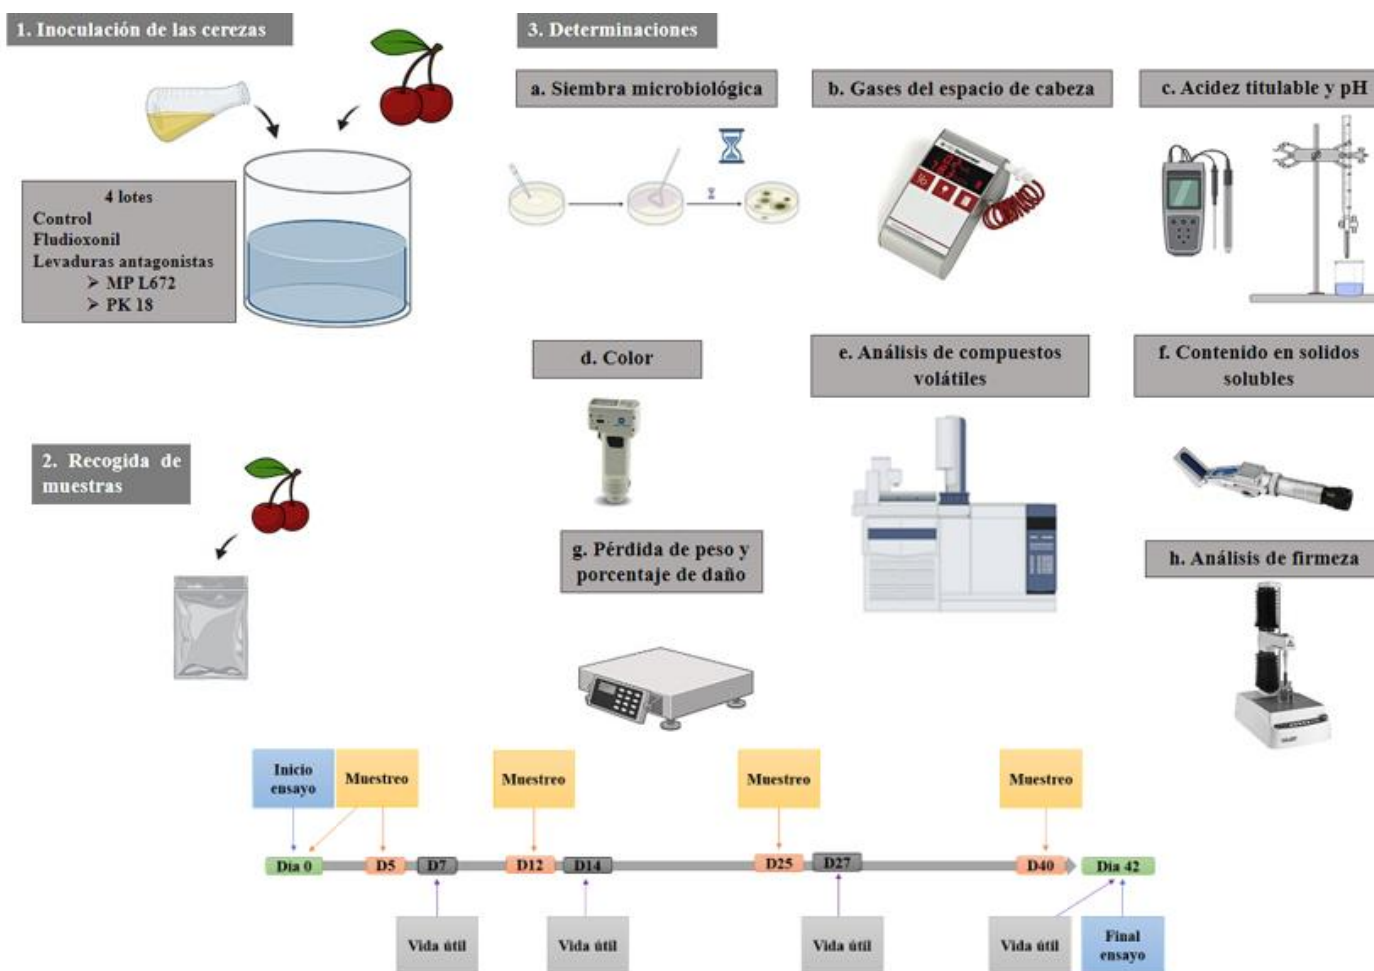 1. Inoculación de las cerezas
4 lotes
Control
Fludioxonil
Levaduras antagonistas
➢ MP L672
➢ PK 18
2. Recogida de
muestras
3. Determinaciones
a. Siembra microbiológica
b. Gases del espacio de cabeza
c. Acidez titulable y pH
d. Color
e. Análisis de compuestos
volátiles
f. Contenido en solidos
solubles
g. Pérdida de peso y
porcentaje de daño
h. Análisis de firmeza
Inicio
ensayo
Muestreo
Muestreo
Muestreo
Muestreo
Día 0
D5
D7
D12
D14
D25
D27
D40
Día 42
Vida útil
Vida útil
Vida útil
Vida útil
Final
ensayo